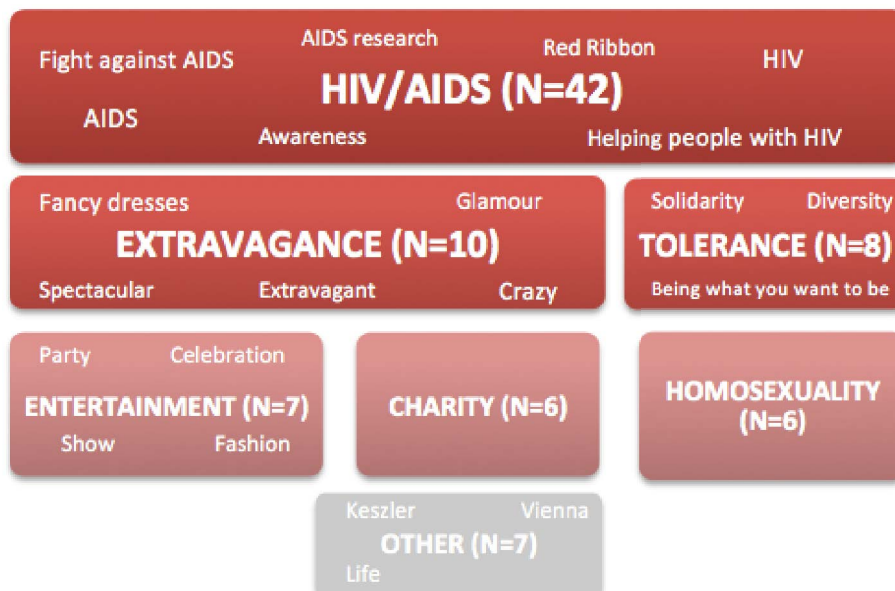 AIDS research
Fight against AIDS
Red Ribbon
HIV
HIV/AIDS (N=42)
AIDS
Awareness
Helping people with HIV
Fancy dresses
Glamour
EXTRAVAGANCE (N=10)
Spectacular
Extravagant
Crazy
Solidarity
Diversity
TOLERANCE (N=8)
Being what you want to be
Party
Celebration
ENTERTAINMENT (N=7)
Show
Fashion
CHARITY (N=6)
HOMOSEXUALITY
(N=6)
Keszler
Vienna
OTHER (N=7)
Life